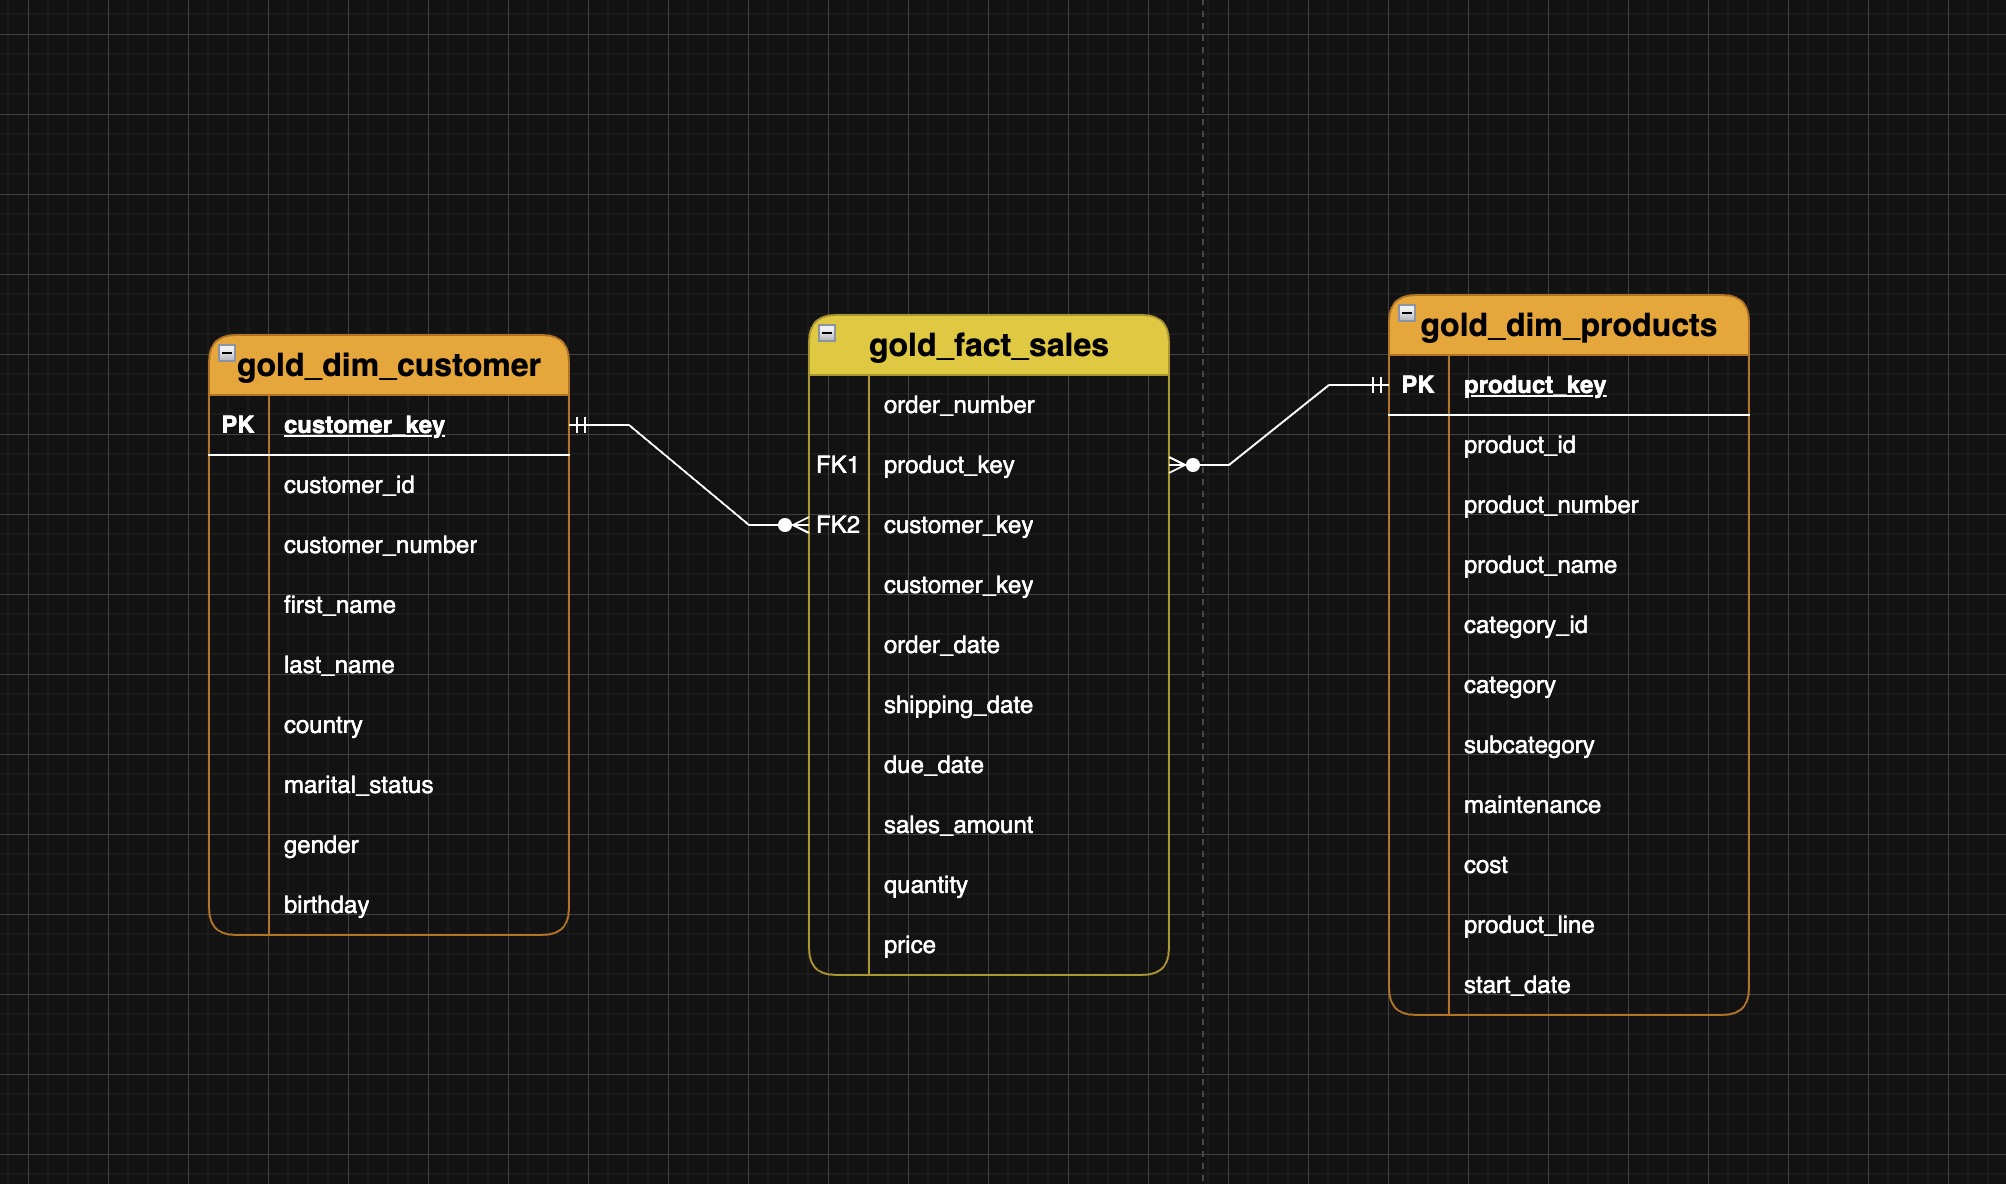 gold_dim_customer
PK customer_key
customer_id
customer_number
first_name
last_name
country
marital_status
gender
birthday
gold_fact_sales
order_number
FK1 product_key
FK2 customer_key
customer_key
order_date
shipping_date
due_date
sales_amount
quantity
price
gold_dim_products
PK product_key
product_id
product_number
product_name
category_id
category
subcategory
maintenance
cost
product_line
start_date